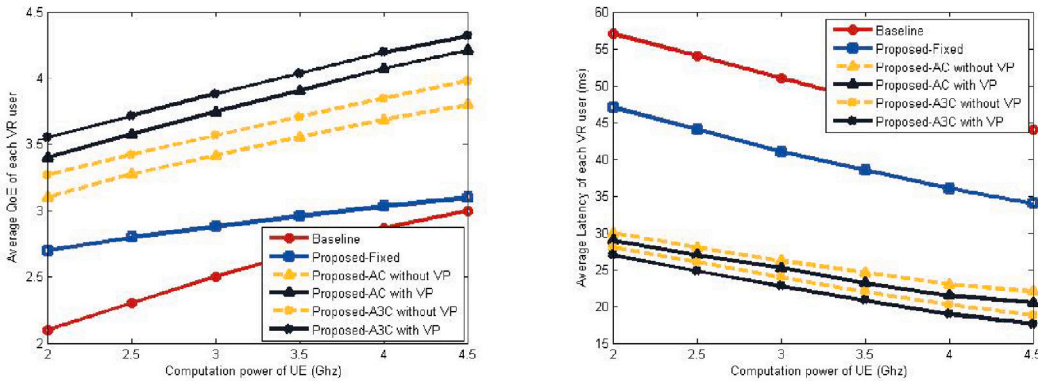 4.5
4
3.5
3
2.5
2
Average QoE of each VR user
Baseline
Proposed-Fixed
Proposed-AC without VP
Proposed-AC with VP
Proposed-A3C without VP
Proposed-A3C with VP
2 2.5 3 3.5 4 4.5
Computation power of UE (Ghz)
60
55
50
45
40
35
30
25
20
15
Average Latency of each VR user (ms)
Baseline
Proposed-Fixed
Proposed-AC without VP
Proposed-AC with VP
Proposed-A3C without VP
Proposed-A3C with VP
2 2.5 3 3.5 4 4.5
Computation power of UE (Ghz)